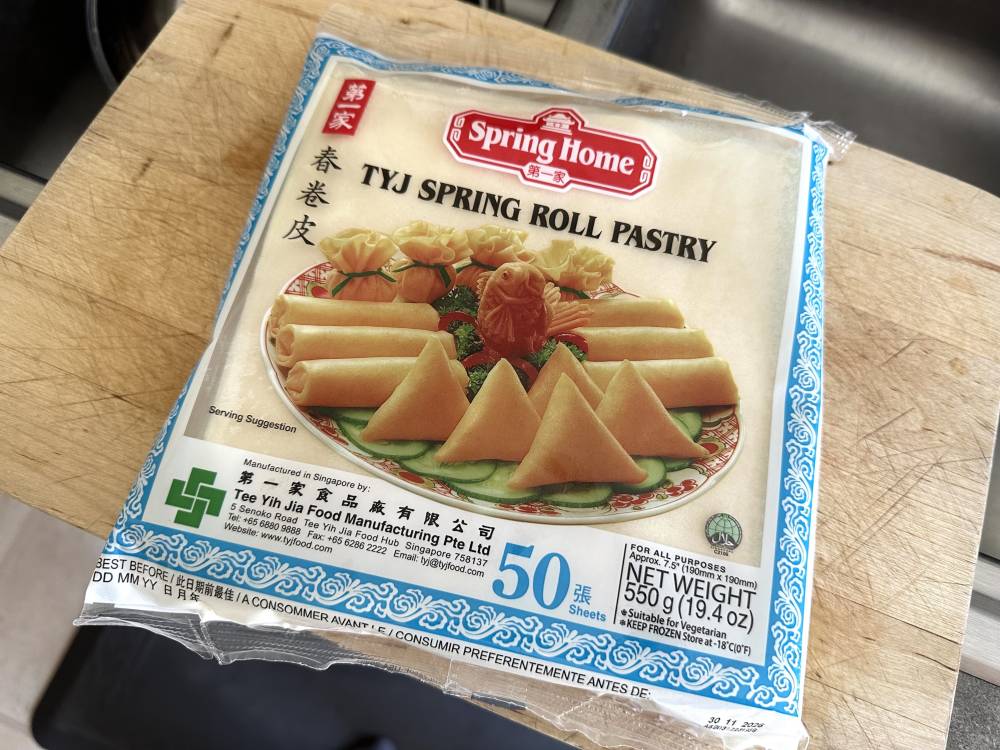 第一家
春卷皮
Spring Home
第一家
TYJ SPRING ROLL PASTRY
Serving Suggestion
Manufactured in Singapore by:
第一家食品廠有限公司
Tee Yih Jia Food Manufacturing Pte Ltd
5 Senoko Road Tee Yih Jia Food Hub Singapore 758137
Tel: +65 6880 9888 Fax: +65 6286 2222 Email: tyj@tyjfood.com
Website: www.tyjfood.com
50張
Sheets
FOR ALL PURPOSES
Approx. 7.5" (190mm x 190mm)
NET WEIGHT
550 g (19.4 oz)
*Suitable for Vegetarian
*KEEP FROZEN Store at -18°C(0°F)
BEST BEFORE / 此日期前最佳 / A CONSOMMER AVANT LE / CONSUMIR PREFERENTEMENTE ANTES DE:
DD MM YY 日 月 年
30 11 2026